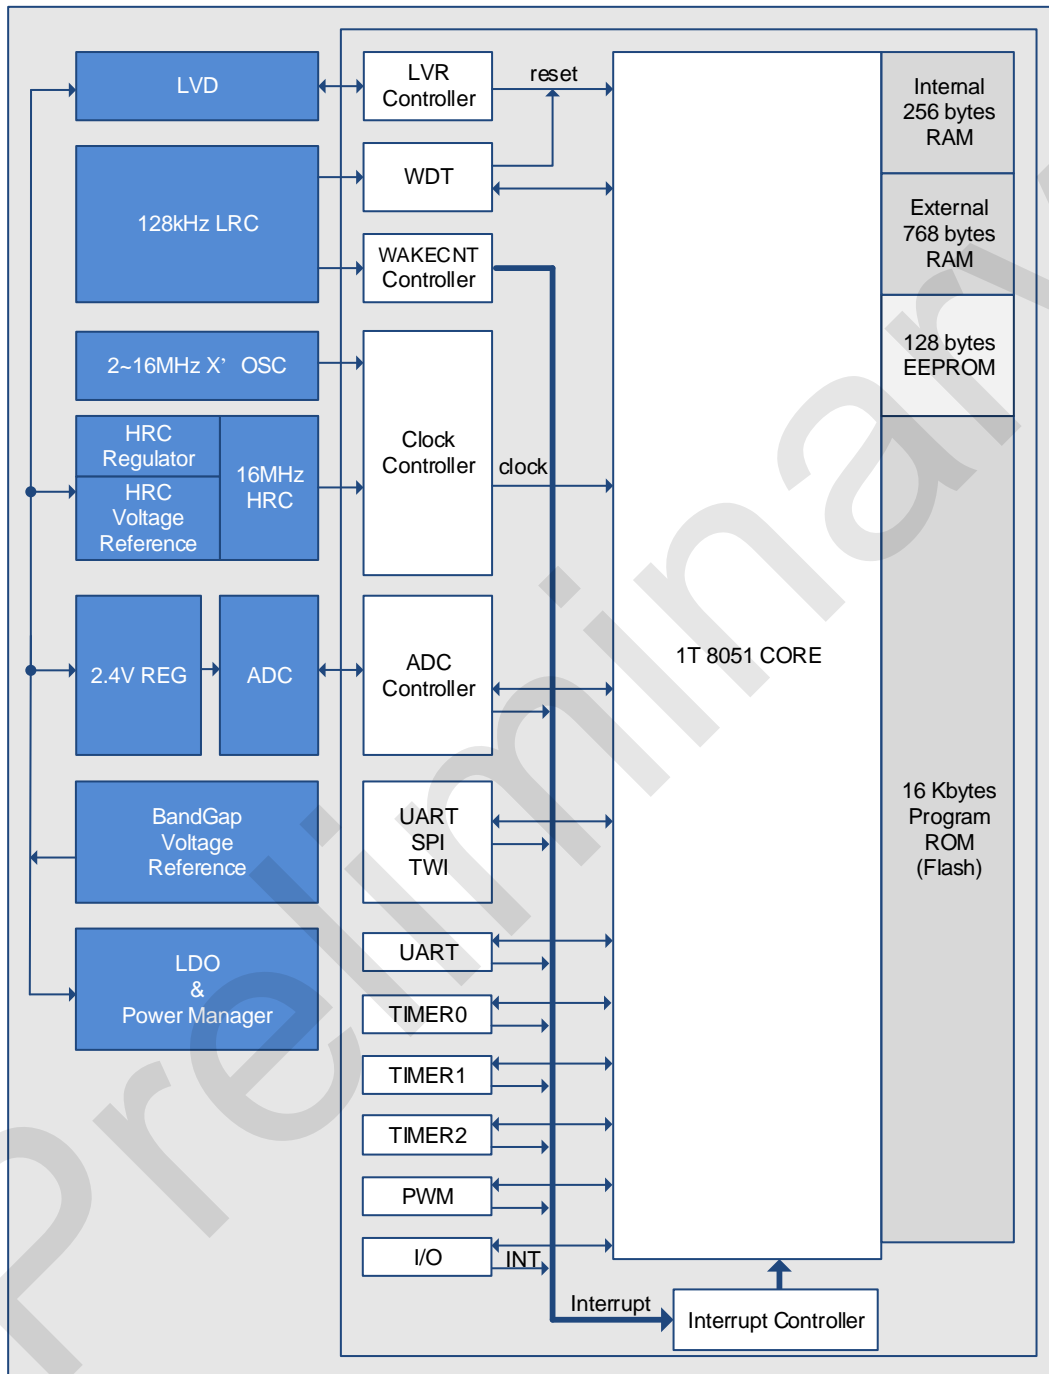 LVD
LVR
Controller
reset
Internal
256 bytes
RAM
128kHz LRC
WDT
External
768 bytes
RAM
WAKECNT
Controller
2~16MHz X’ OSC
128 bytes
EEPROM
HRC
Regulator
HRC
Voltage
Reference
16MHz
HRC
Clock
Controller
clock
2.4V REG
ADC
ADC
Controller
1T 8051 CORE
BandGap
Voltage
Reference
UART
SPI
TWI
16 Kbytes
Program
ROM
(Flash)
LDO
&
Power Manager
UART
TIMER0
TIMER1
TIMER2
PWM
I/O
INT
Interrupt
Interrupt Controller
Preliminary